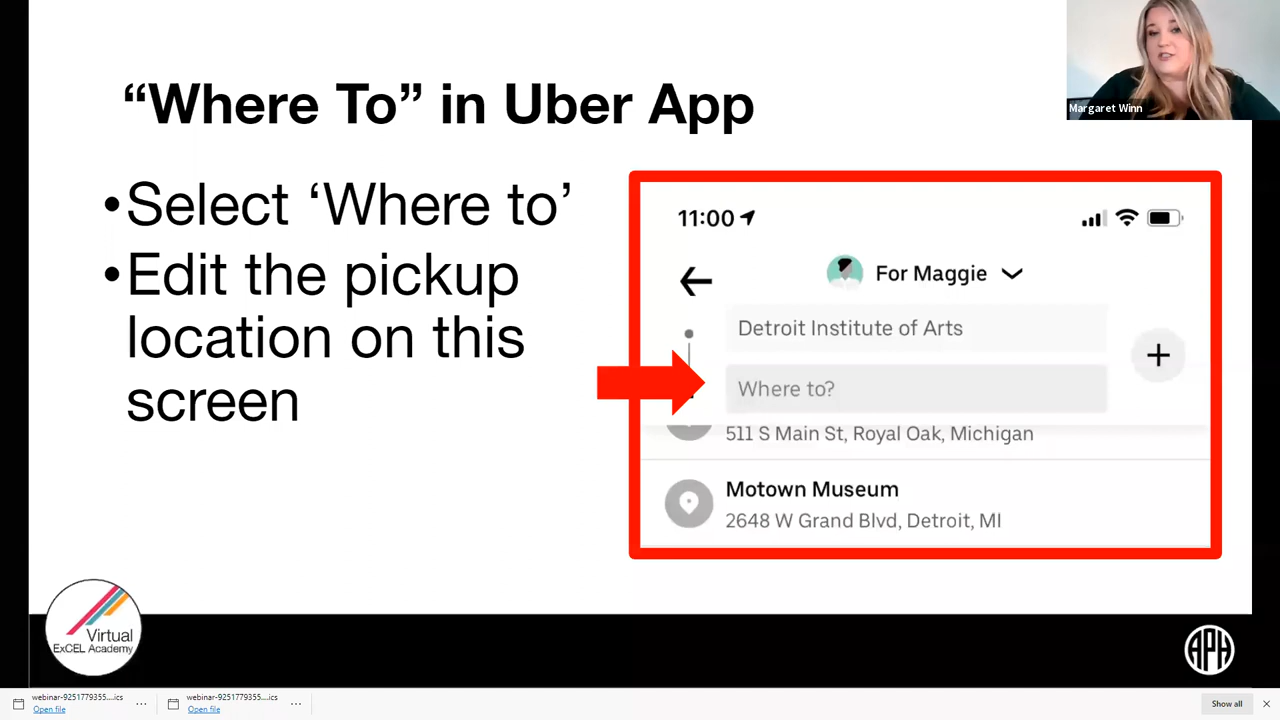 “Where To” in Uber App
Margaret Winn
•Select ‘Where to’
•Edit the pickup
location on this
screen
11:00
For Maggie
Detroit Institute of Arts
+
Where to?
511 S Main St, Royal Oak, Michigan
Motown Museum
2648 W Grand Blvd, Detroit, MI
Virtual
ExCEL Academy
APH
webinar-9251779355....ics
Open file
...
webinar-9251779355....ics
Open file
...
Show all